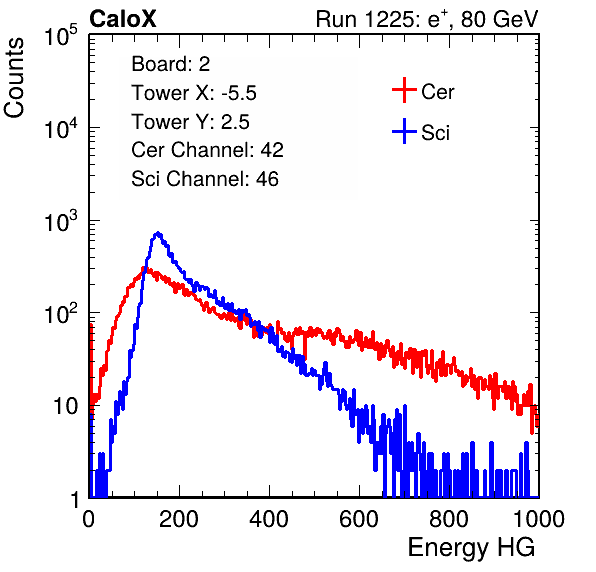 CaloX Run 1225: e⁺, 80 GeV
Counts
Board: 2
Tower X: -5.5
Tower Y: 2.5
Cer Channel: 42
Sci Channel: 46
Cer
Sci
10⁵
10⁴
10³
10²
10
1
0 200 400 600 800 1000
Energy HG